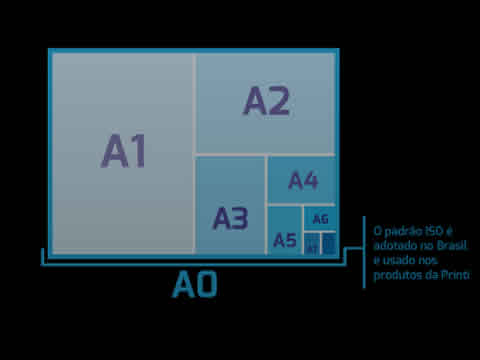 A1
A2
A3
A4
A5
A6
A7
A0
O padrão ISO é
adotado no Brasil
e usado nos
produtos da Printi